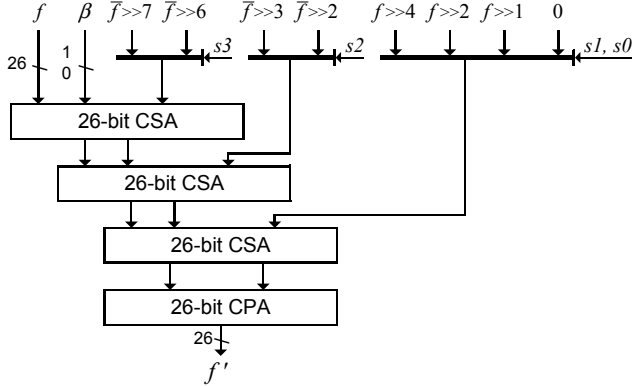 f β f̅>>7 f̅>>6 f̅>>3 f̅>>2 f>>4 f>>2 f>>1 0
26 1 0 s3 s2 s1, s0
26-bit CSA
26-bit CSA
26-bit CSA
26-bit CPA
26
f'